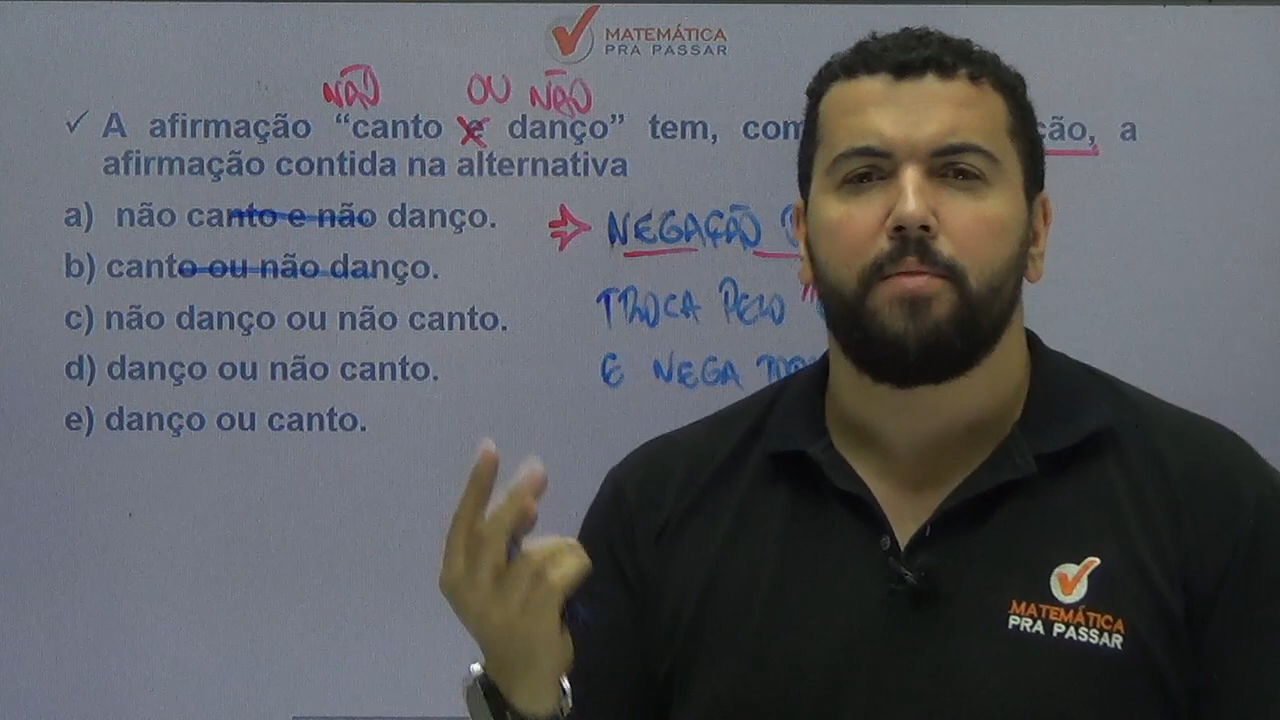 MATEMÁTICA
PRA PASSAR
NÃO OU NÃO
✓ A afirmação “canto e danço” tem, ção, a
afirmação contida na alternativa
a) não canto e não danço.
b) canto ou não danço.
c) não danço ou não canto.
d) danço ou não canto.
e) danço ou canto.
⇒ NEGAÇÃO
TROCA PELO
E NEGA
MATEMÁTICA
PRA PASSAR